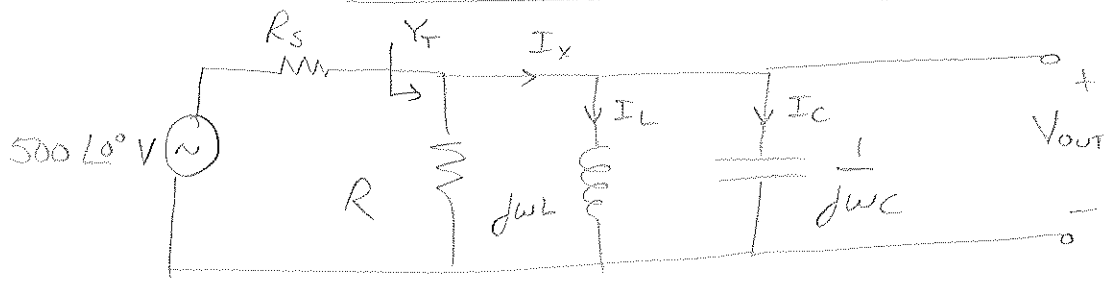 R_S
Y_T
I_X
500 ∠0° V
~
R
jωL
I_L
I_C
1/jωC
+
V_OUT
-